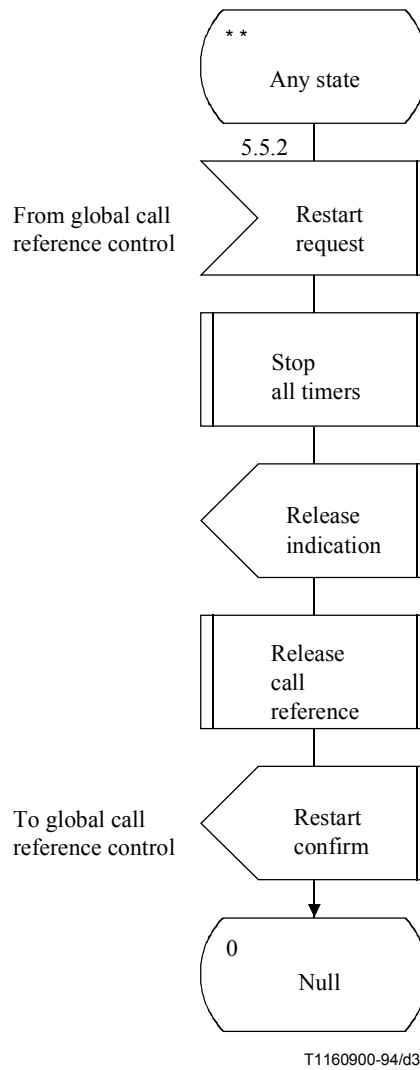 * *
Any state
5.5.2
From global call
reference control
Restart
request
Stop
all timers
Release
indication
Release
call
reference
To global call
reference control
Restart
confirm
0
Null
T1160900-94/d3